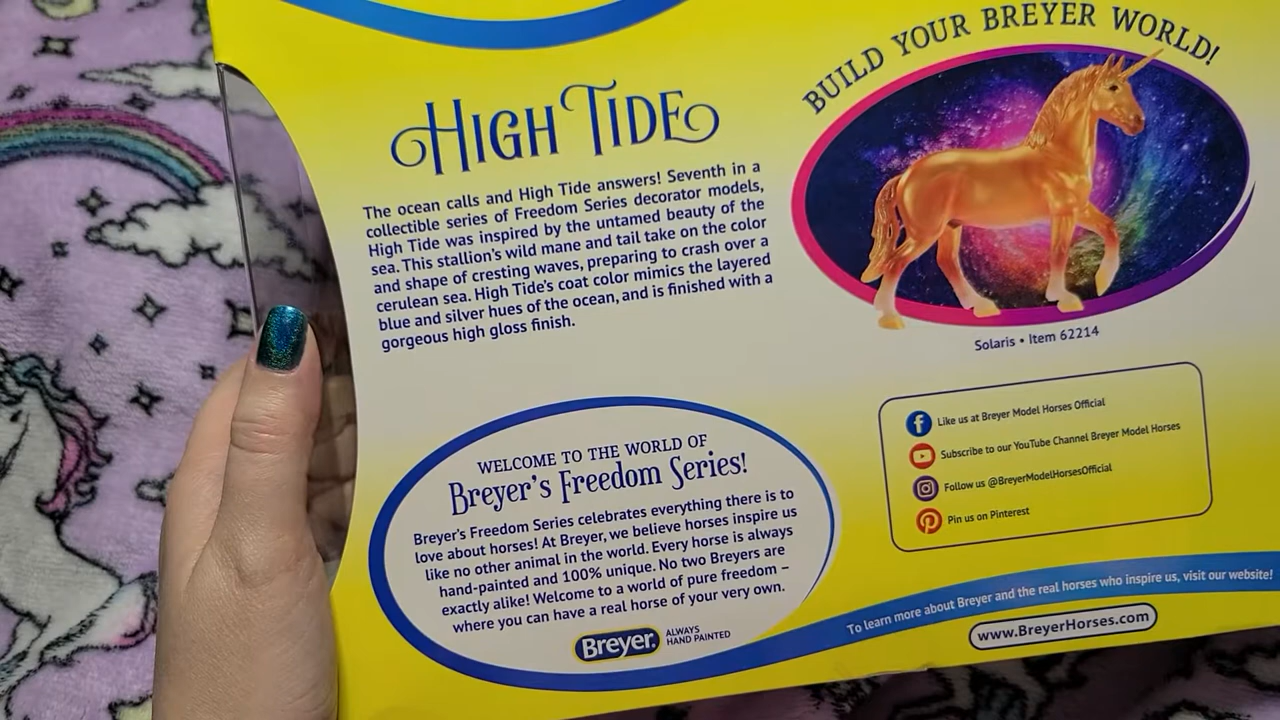 HIGH TIDE
The ocean calls and High Tide answers! Seventh in a
collectible series of Freedom Series decorator models,
High Tide was inspired by the untamed beauty of the
sea. This stallion's wild mane and tail take on the color
and shape of cresting waves, preparing to crash over a
cerulean sea. High Tide's coat color mimics the layered
blue and silver hues of the ocean, and is finished with a
gorgeous high gloss finish.
BUILD YOUR BREYER WORLD!
Solaris • Item 62214
WELCOME TO THE WORLD OF
Breyer's Freedom Series!
Breyer's Freedom Series celebrates everything there is to
love about horses! At Breyer, we believe horses inspire us
like no other animal in the world. Every horse is always
hand-painted and 100% unique. No two Breyers are
exactly alike! Welcome to a world of pure freedom –
where you can have a real horse of your very own.
Breyer® ALWAYS
HAND PAINTED
Like us at Breyer Model Horses Official
Subscribe to our YouTube Channel Breyer Model Horses
Follow us @BreyerModelHorsesOfficial
Pin us on Pinterest
To learn more about Breyer and the real horses who inspire us, visit our website!
www.BreyerHorses.com